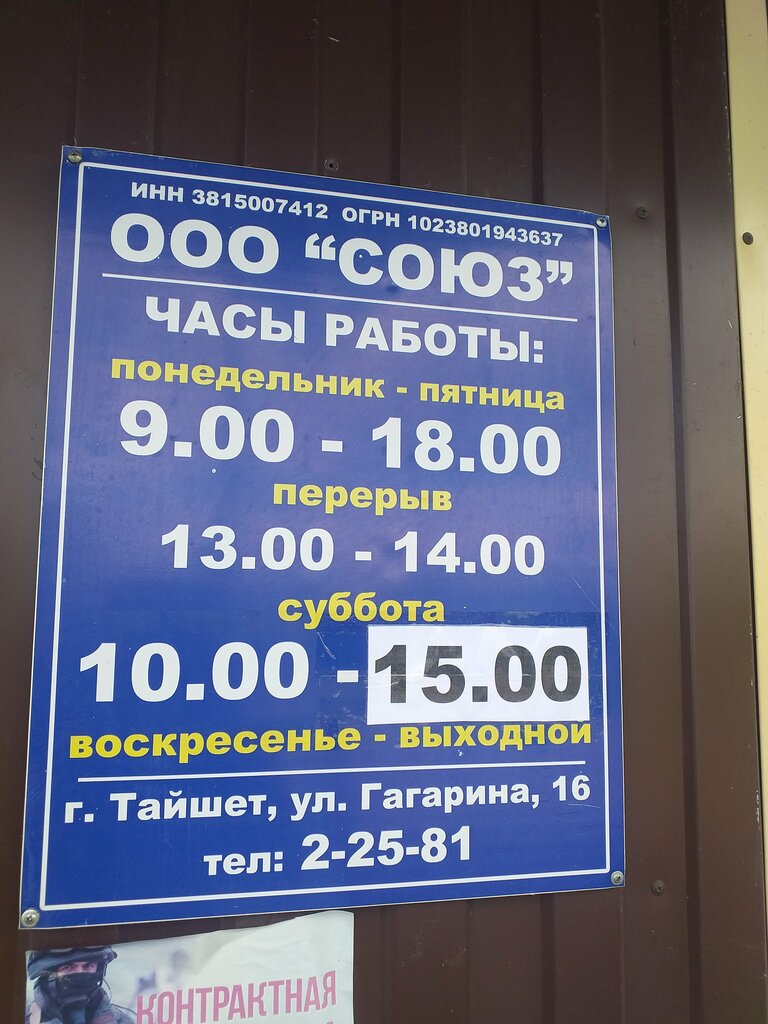 ИНН 3815007412 ОГРН 1023801943637
ООО “СОЮЗ”
ЧАСЫ РАБОТЫ:
понедельник - пятница
9.00 - 18.00
перерыв
13.00 - 14.00
суббота
10.00 - 15.00
воскресенье - выходной
г. Тайшет, ул. Гагарина, 16
тел: 2-25-81
КОНТРАКТНАЯ